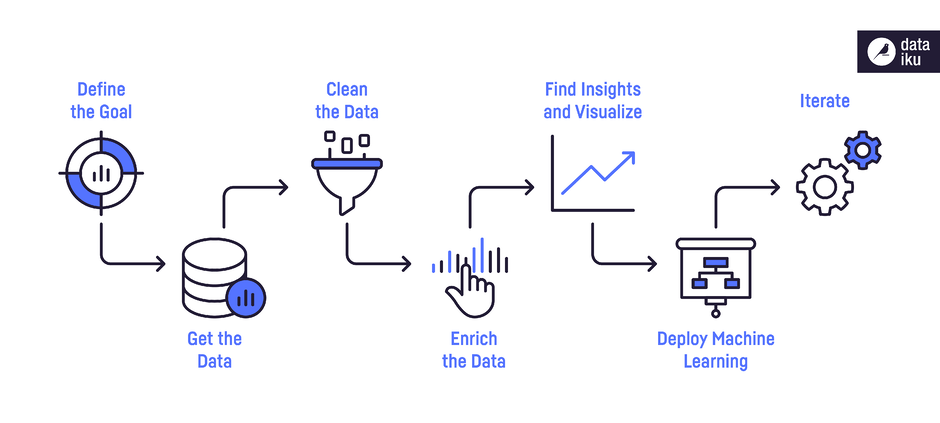 data
iku
Define
the Goal
Get the
Data
Clean
the Data
Enrich
the Data
Find Insights
and Visualize
Deploy Machine
Learning
Iterate